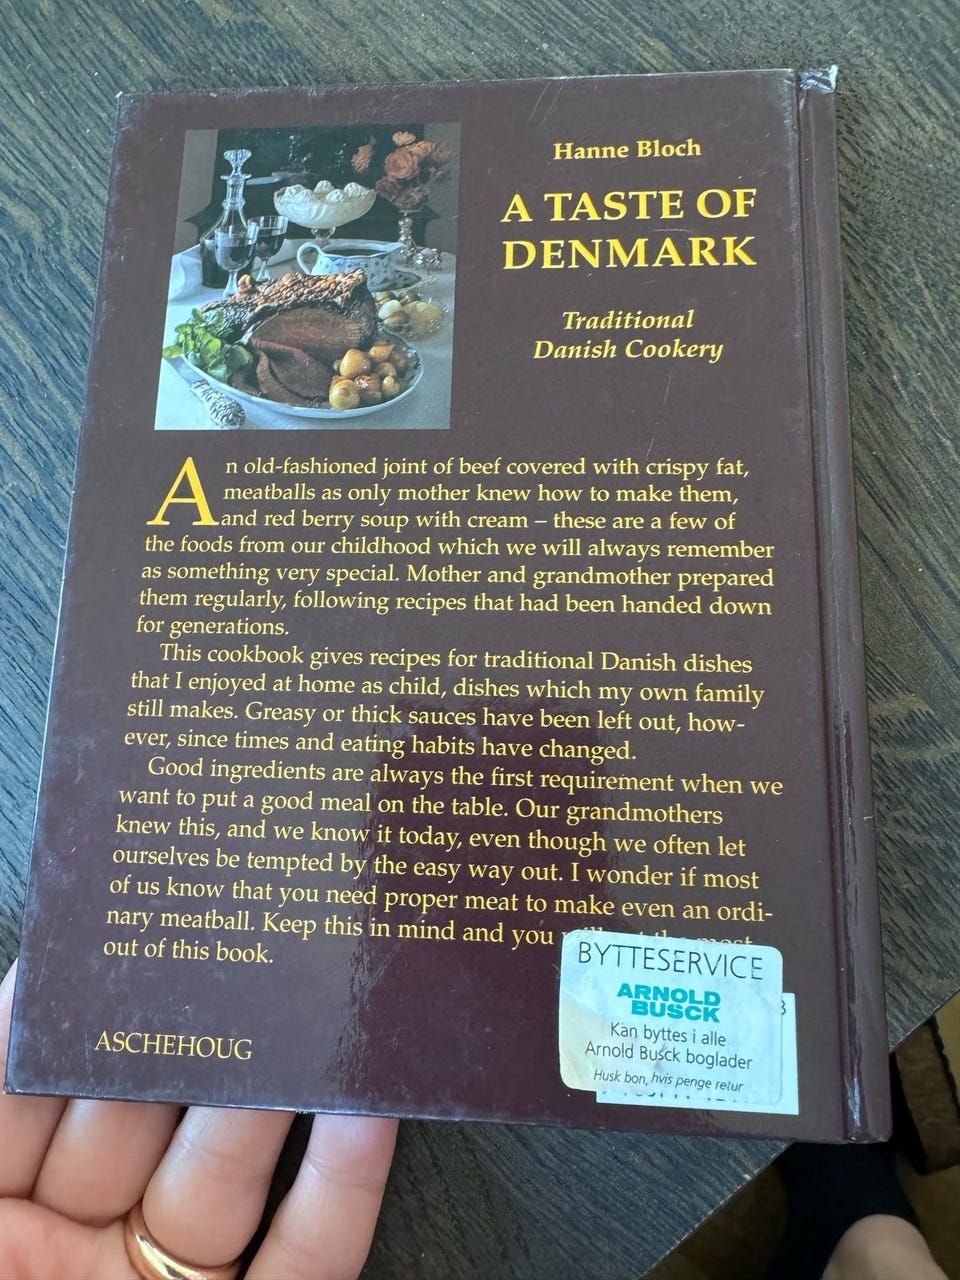 Hanne Bloch
A TASTE OF
DENMARK
Traditional
Danish Cookery
An old-fashioned joint of beef covered with crispy fat,
meatballs as only mother knew how to make them,
and red berry soup with cream – these are a few of
the foods from our childhood which we will always remember
as something very special. Mother and grandmother prepared
them regularly, following recipes that had been handed down
for generations.
This cookbook gives recipes for traditional Danish dishes
that I enjoyed at home as child, dishes which my own family
still makes. Greasy or thick sauces have been left out, how-
ever, since times and eating habits have changed.
Good ingredients are always the first requirement when we
want to put a good meal on the table. Our grandmothers
knew this, and we know it today, even though we often let
ourselves be tempted by the easy way out. I wonder if most
of us know that you need proper meat to make even an ordi-
nary meatball. Keep this in mind and you will get the most
out of this book.
ASCHEHOUG
BYTTESERVICE
ARNOLD
BUSCK
Kan byttes i alle
Arnold Busck boglader
Husk bon, hvis penge retur